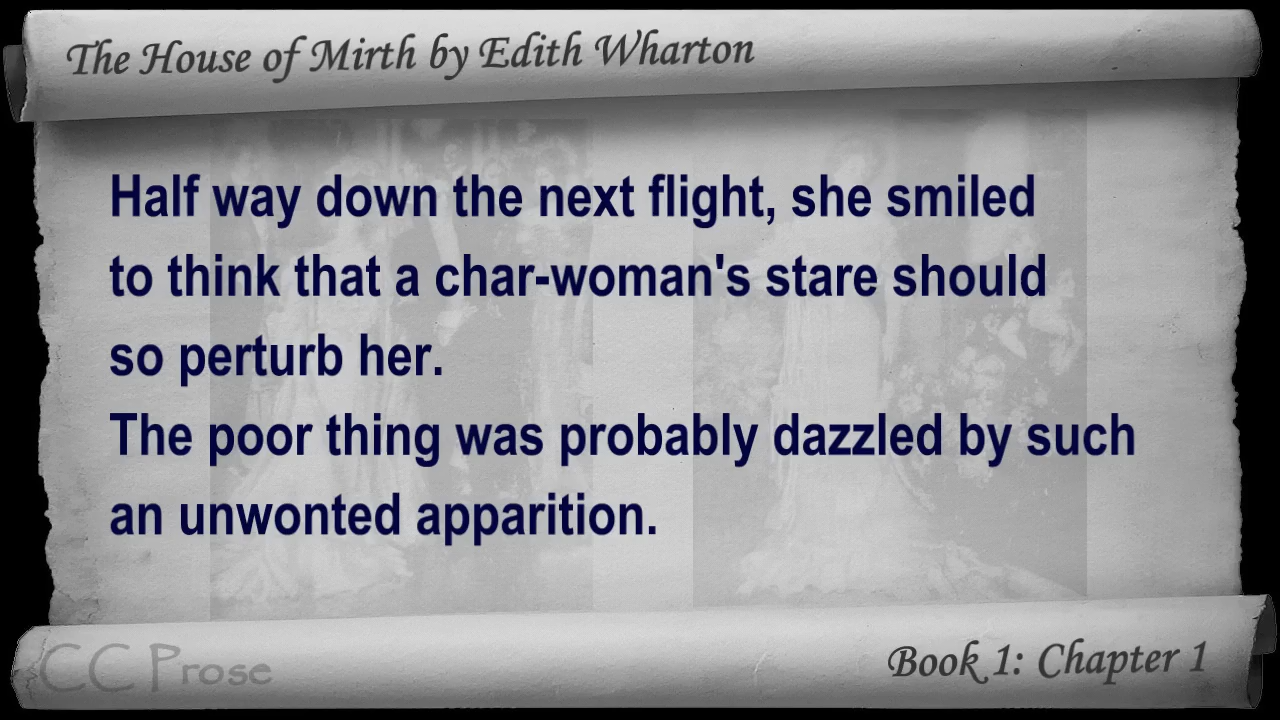 The House of Mirth by Edith Wharton
Half way down the next flight, she smiled
to think that a char-woman's stare should
so perturb her.
The poor thing was probably dazzled by such
an unwonted apparition.
CC Prose
Book 1: Chapter 1